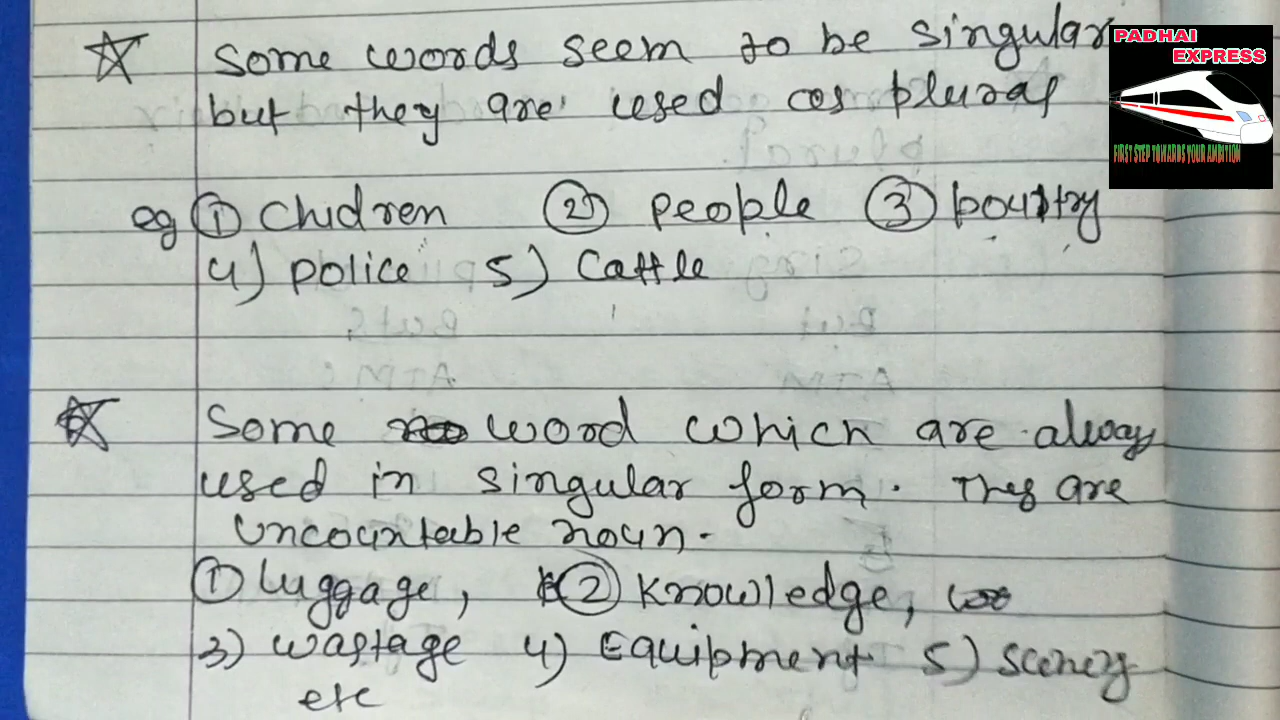 Some words seem to be singular
but they are used as plural
eg ① Chidren ② people ③ poultry
4) police 5) Cattle
Some word which are always
used in singular form. They are
Uncountable noun.
① luggage, ② Knowledge,
3) wastage 4) Equipment 5) scenery
etc
PADHAI
EXPRESS
FIRST STEP TOWARDS YOUR AMBITION